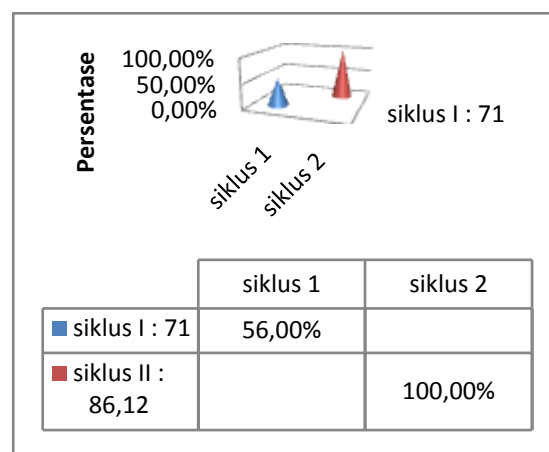 Persentase
100,00%
50,00%
0,00%
siklus 1
siklus 2
siklus I : 71
siklus 1 siklus 2
siklus I : 71 56,00%
siklus II :
86,12 100,00%